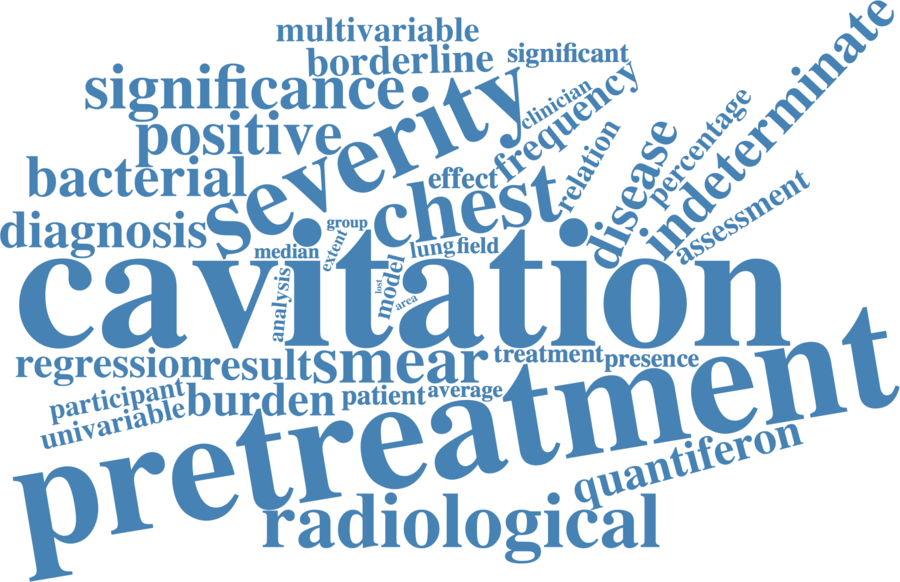 multivariable
borderline
significant
significance
severity
clinician
frequency
indeterminate
positive
percentage
relation
disease
bacterial
effect
chest
assessment
diagnosis
group
extent
median
lung field
model
lost
area
analysis
cavitation
regression
result
smear
treatment
presence
participant
univariable
burden
patient
average
pretreatment
quantiferon
radiological